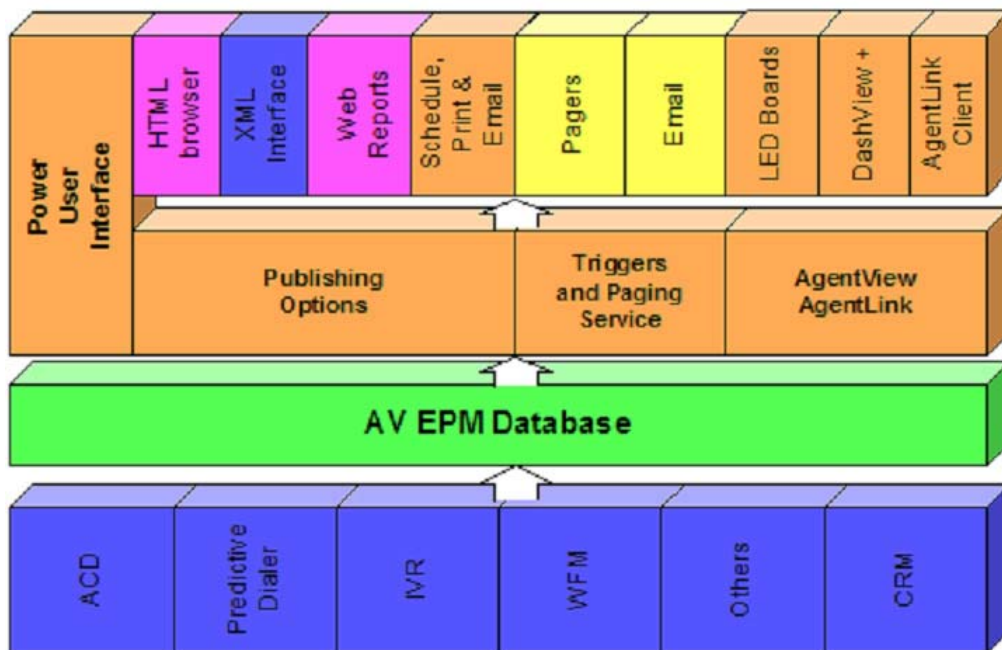 Power
User
Interface
HTML
browser
XML
Interface
Web
Reports
Schedule,
Print &
Email
Pagers
Email
LED Boards
DashView +
AgentLink
Client
Publishing
Options
Triggers
and Paging
Service
AgentView
AgentLink
AV EPM Database
ACD
Predictive
Dialer
IVR
WFM
Others
CRM